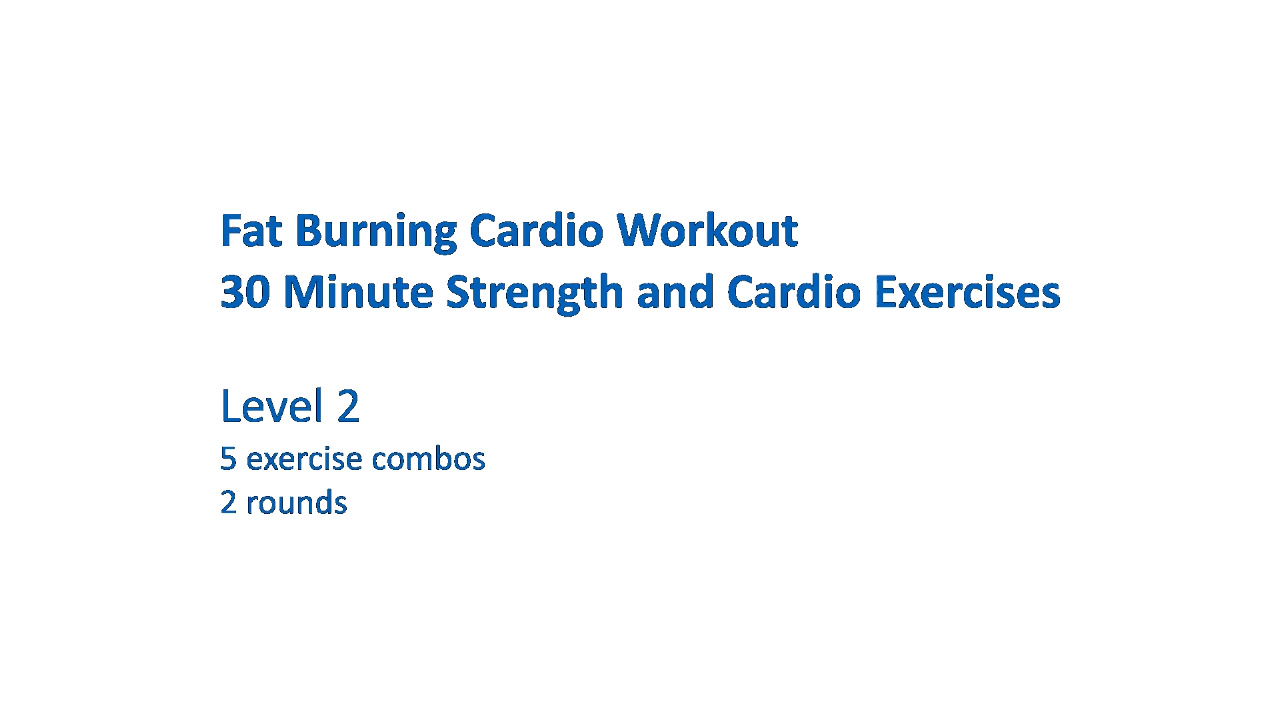 Fat Burning Cardio Workout
30 Minute Strength and Cardio Exercises
Level 2
5 exercise combos
2 rounds